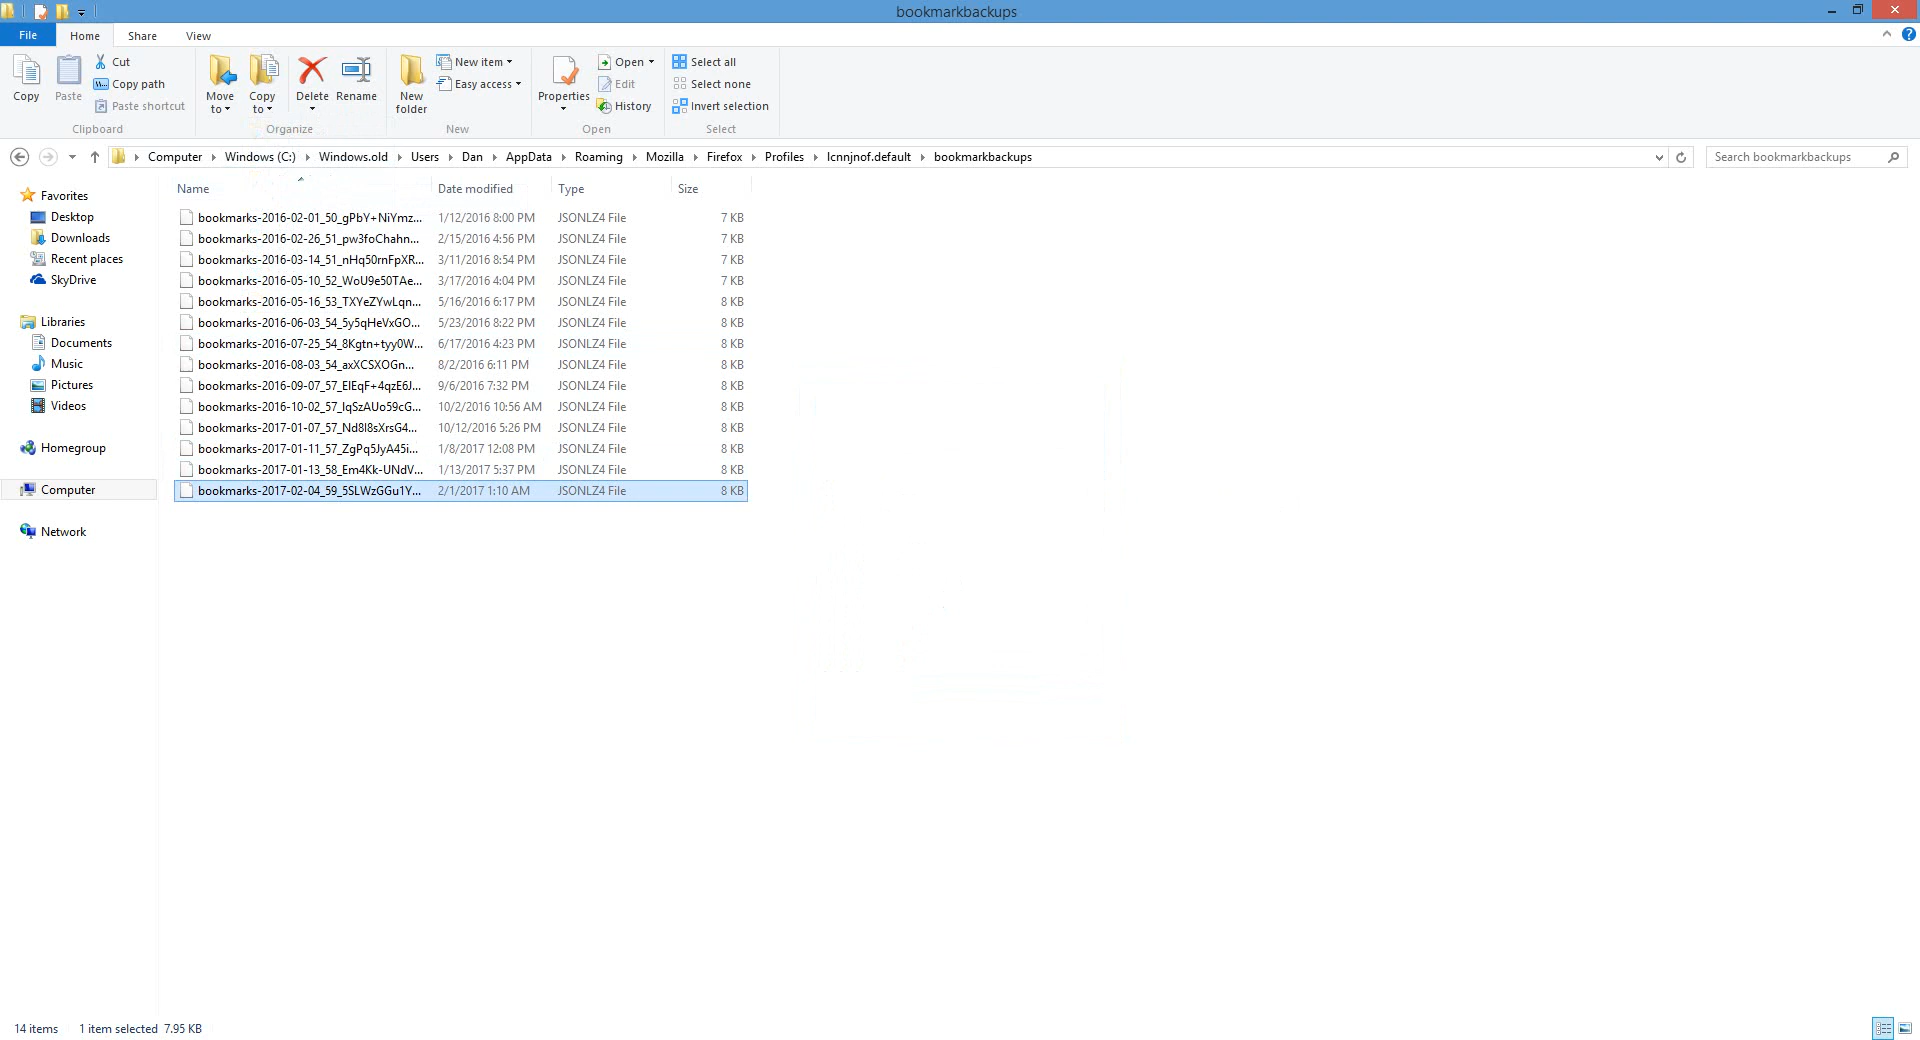 bookmarkbackups
File Home Share View
Copy
Paste
Cut
Copy path
Paste shortcut
Clipboard
Move to
Copy to
Delete
Rename
Organize
New folder
New item
Easy access
New
Properties
Open
Edit
History
Open
Select all
Select none
Invert selection
Select
Computer Windows (C:) Windows.old Users Dan AppData Roaming Mozilla Firefox Profiles lcnnjnof.default bookmarkbackups
Search bookmarkbackups
Favorites
Desktop
Downloads
Recent places
SkyDrive
Libraries
Documents
Music
Pictures
Videos
Homegroup
Computer
Network
Name Date modified Type Size
bookmarks-2016-02-01_50_gPbY+NiYmz... 1/12/2016 8:00 PM JSONLZ4 File 7 KB
bookmarks-2016-02-26_51_pw3foChahn... 2/15/2016 4:56 PM JSONLZ4 File 7 KB
bookmarks-2016-03-14_51_nHq50rnFpXR... 3/11/2016 8:54 PM JSONLZ4 File 7 KB
bookmarks-2016-05-10_52_WoU9e50TAe... 3/17/2016 4:04 PM JSONLZ4 File 7 KB
bookmarks-2016-05-16_53_TXYeZYwLqn... 5/16/2016 6:17 PM JSONLZ4 File 8 KB
bookmarks-2016-06-03_54_5y5qHeVxGO... 5/23/2016 8:22 PM JSONLZ4 File 8 KB
bookmarks-2016-07-25_54_8Kgtn+tyy0W... 6/17/2016 4:23 PM JSONLZ4 File 8 KB
bookmarks-2016-08-03_54_axXCSXOGn... 8/2/2016 6:11 PM JSONLZ4 File 8 KB
bookmarks-2016-09-07_57_EIEqF+4qzE6J... 9/6/2016 7:32 PM JSONLZ4 File 8 KB
bookmarks-2016-10-02_57_IqSzAUo59cG... 10/2/2016 10:56 AM JSONLZ4 File 8 KB
bookmarks-2017-01-07_57_Nd8I8sXrsG4... 10/12/2016 5:26 PM JSONLZ4 File 8 KB
bookmarks-2017-01-11_57_ZgPq5JyA45i... 1/8/2017 12:08 PM JSONLZ4 File 8 KB
bookmarks-2017-01-13_58_Em4Kk-UNdV... 1/13/2017 5:37 PM JSONLZ4 File 8 KB
bookmarks-2017-02-04_59_5SLWzGGu1Y... 2/1/2017 1:10 AM JSONLZ4 File 8 KB
14 items 1 item selected 7.95 KB